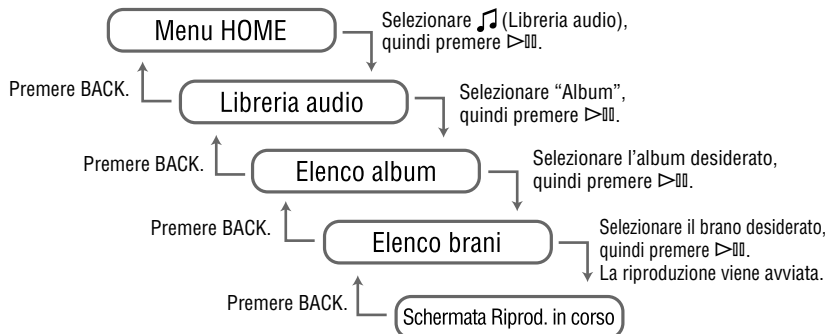 Menu HOME
Selezionare ♫ (Libreria audio),
quindi premere ▷II.
Premere BACK.
Libreria audio
Selezionare “Album”,
quindi premere ▷II.
Premere BACK.
Elenco album
Selezionare l’album desiderato,
quindi premere ▷II.
Premere BACK.
Elenco brani
Selezionare il brano desiderato,
quindi premere ▷II.
La riproduzione viene avviata.
Premere BACK.
Schermata Riprod. in corso